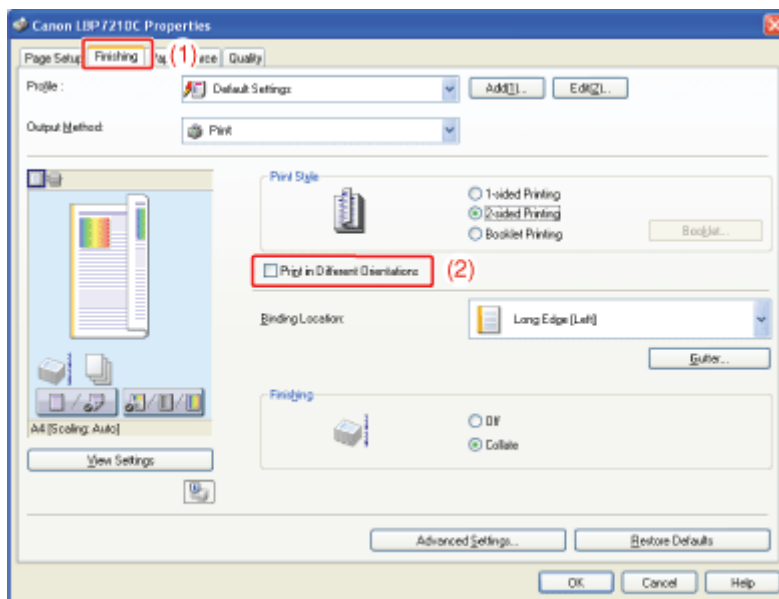 Canon LBP7210C Properties
Page Setup Finishing (1) Quality
Profile : Default Settings Add(1)... Edit(2)...
Output Method: Print
Print Style
1-sided Printing
2-sided Printing
Booklet Printing Booklet...
Print in Different Orientations (2)
Binding Location: Long Edge [Left]
Gutter...
Finishing
Off
Collate
A4 [Scaling: Auto]
View Settings
Advanced Settings... Restore Defaults
OK Cancel Help